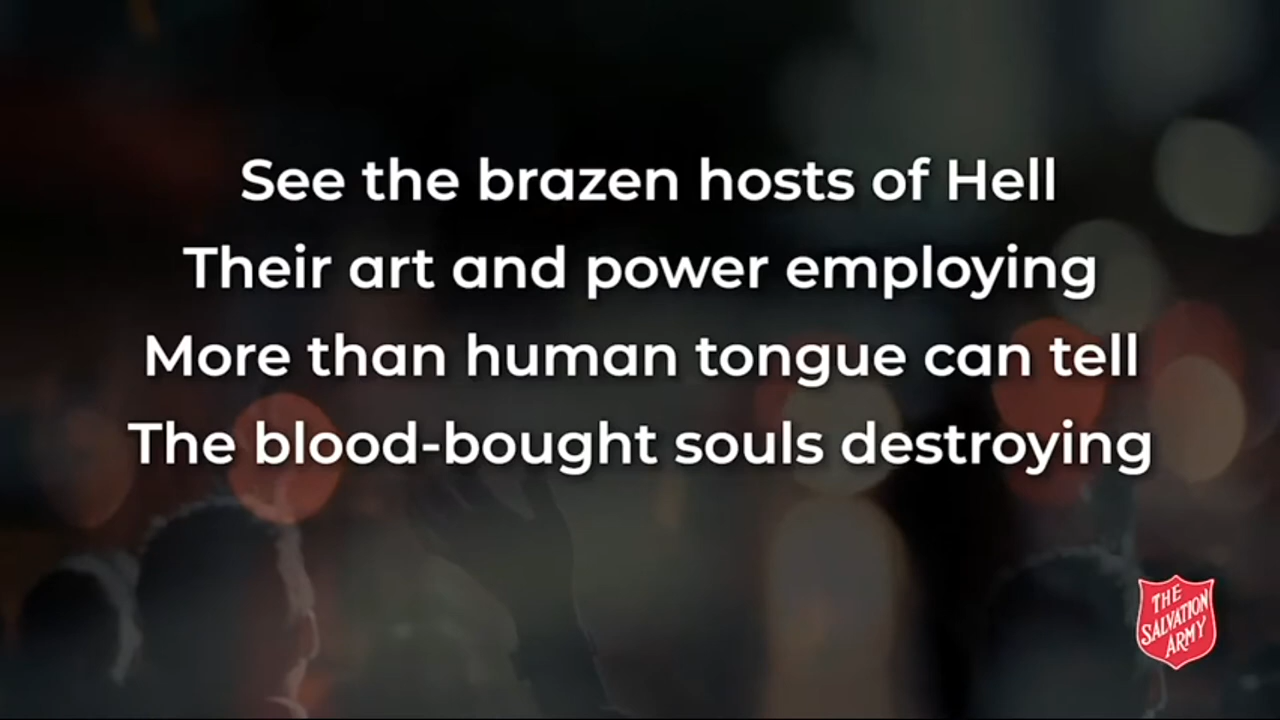 See the brazen hosts of Hell
Their art and power employing
More than human tongue can tell
The blood-bought souls destroying
THE
SALVATION
ARMY